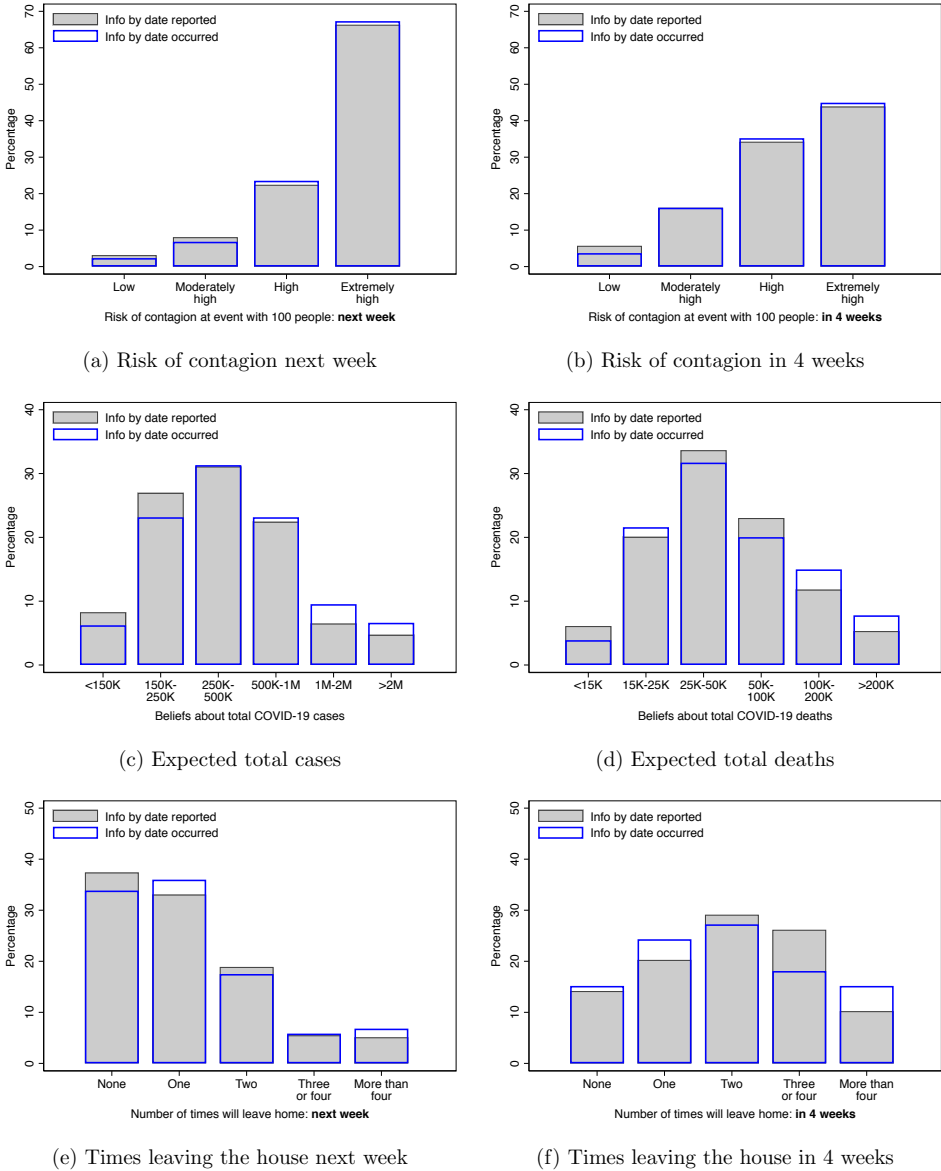 Info by date reported
Info by date occurred
Percentage
0 10 20 30 40 50 60 70
Low Moderately high High Extremely high
Risk of contagion at event with 100 people: next week
(a) Risk of contagion next week
Info by date reported
Info by date occurred
Percentage
0 10 20 30 40 50 60 70
Low Moderately high High Extremely high
Risk of contagion at event with 100 people: in 4 weeks
(b) Risk of contagion in 4 weeks
Info by date reported
Info by date occurred
Percentage
0 10 20 30 40
<150K 150K-250K 250K-500K 500K-1M 1M-2M >2M
Beliefs about total COVID-19 cases
(c) Expected total cases
Info by date reported
Info by date occurred
Percentage
0 10 20 30 40
<15K 15K-25K 25K-50K 50K-100K 100K-200K >200K
Beliefs about total COVID-19 deaths
(d) Expected total deaths
Info by date reported
Info by date occurred
Percentage
0 10 20 30 40 50
None One Two Three or four More than four
Number of times will leave home: next week
(e) Times leaving the house next week
Info by date reported
Info by date occurred
Percentage
0 10 20 30 40 50
None One Two Three or four More than four
Number of times will leave home: in 4 weeks
(f) Times leaving the house in 4 weeks